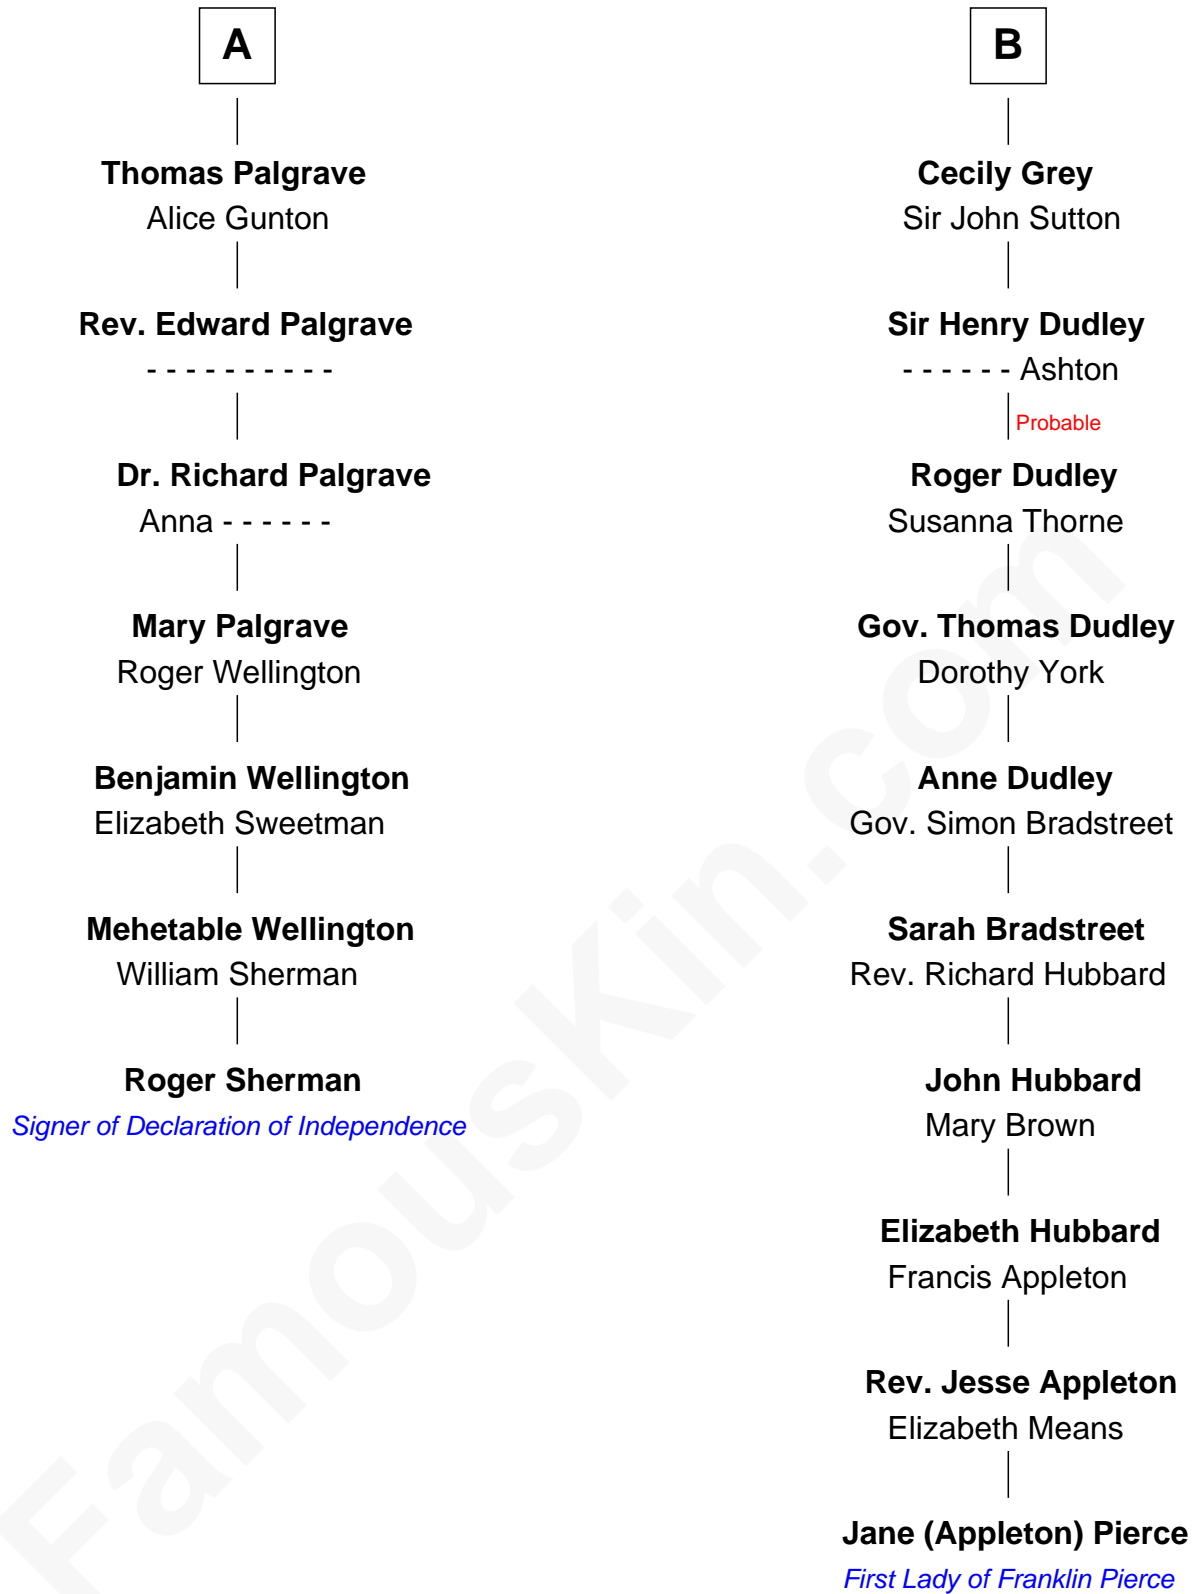 A
Thomas Palgrave
Alice Gunton
Rev. Edward Palgrave
- - - - - - - - - -
Dr. Richard Palgrave
Anna - - - - - -
Mary Palgrave
Roger Wellington
Benjamin Wellington
Elizabeth Sweetman
Mehetable Wellington
William Sherman
Roger Sherman
Signer of Declaration of Independence
B
Cecily Grey
Sir John Sutton
Sir Henry Dudley
- - - - - - Ashton
Probable
Roger Dudley
Susanna Thorne
Gov. Thomas Dudley
Dorothy York
Anne Dudley
Gov. Simon Bradstreet
Sarah Bradstreet
Rev. Richard Hubbard
John Hubbard
Mary Brown
Elizabeth Hubbard
Francis Appleton
Rev. Jesse Appleton
Elizabeth Means
Jane (Appleton) Pierce
First Lady of Franklin Pierce
FamousKin.com